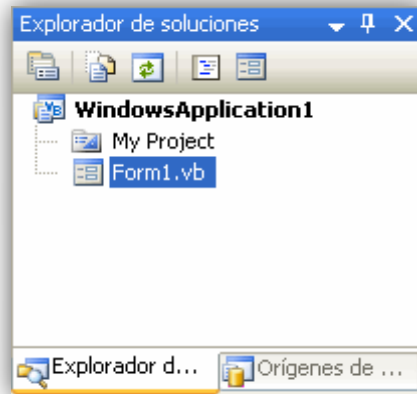 Explorador de soluciones
WindowsApplication1
My Project
Form1.vb
Explorador d... Orígenes de ...